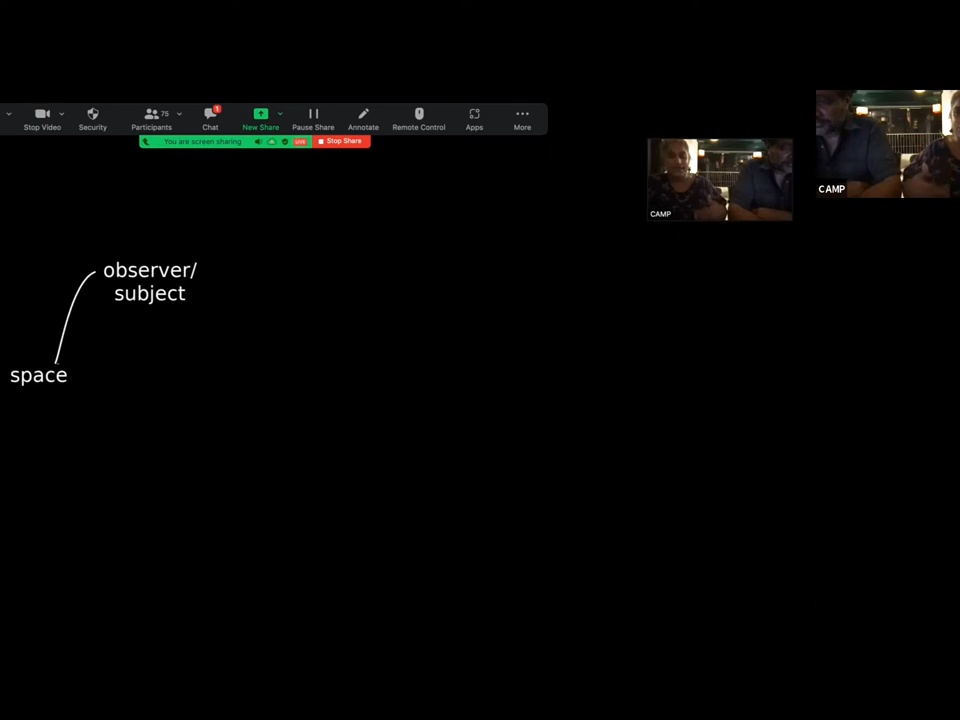 Stop Video
Security
Participants
75
Chat
1
New Share
Pause Share
Annotate
Remote Control
Apps
More
You are screen sharing
LIVE
Stop Share
CAMP
CAMP
observer/
subject
space